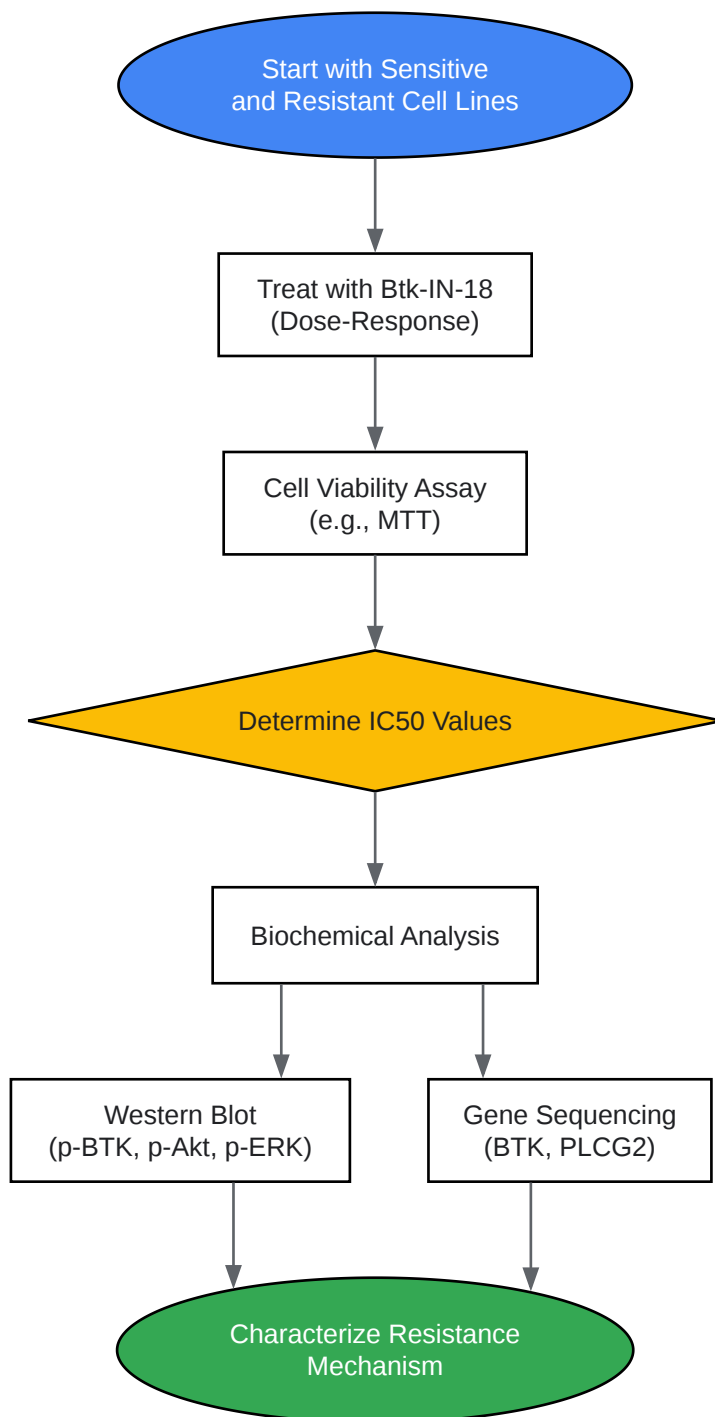 Start with Sensitive
and Resistant Cell Lines
Treat with Btk-IN-18
(Dose-Response)
Cell Viability Assay
(e.g., MTT)
Determine IC50 Values
Biochemical Analysis
Western Blot
(p-BTK, p-Akt, p-ERK)
Gene Sequencing
(BTK, PLCG2)
Characterize Resistance
Mechanism